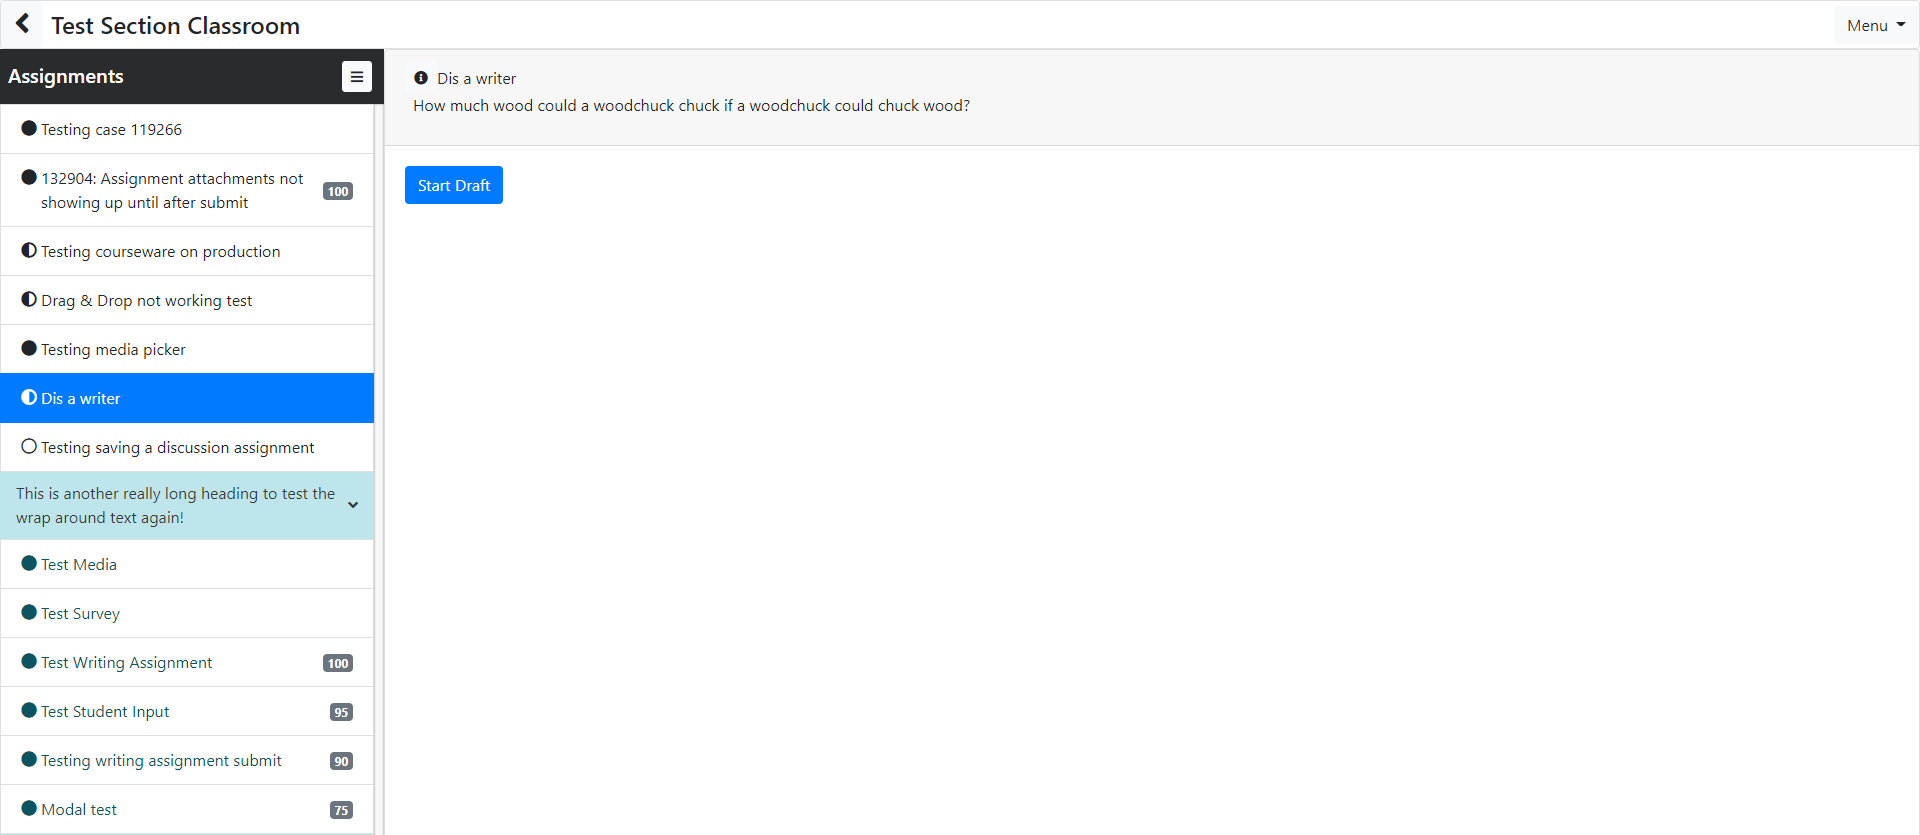 Test Section Classroom
Menu
Assignments
Testing case 119266
132904: Assignment attachments not
showing up until after submit
100
Testing courseware on production
Drag & Drop not working test
Testing media picker
Dis a writer
Testing saving a discussion assignment
This is another really long heading to test the
wrap around text again!
Test Media
Test Survey
Test Writing Assignment
100
Test Student Input
95
Testing writing assignment submit
90
Modal test
75
Dis a writer
How much wood could a woodchuck chuck if a woodchuck could chuck wood?
Start Draft